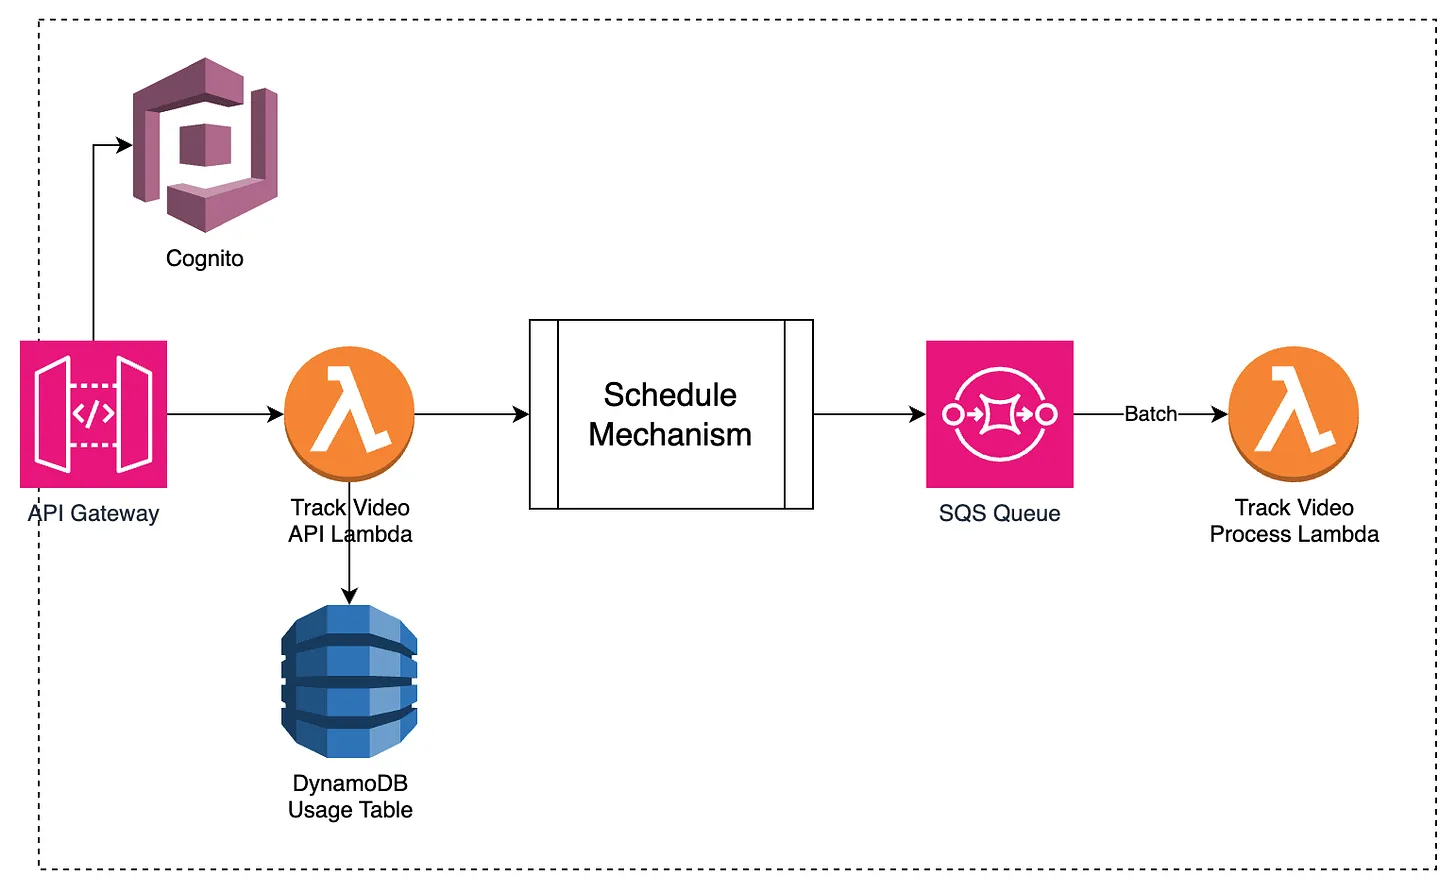 Cognito
</>
API Gateway
Track Video
API Lambda
Schedule
Mechanism
SQS Queue
Batch
Track Video
Process Lambda
DynamoDB
Usage Table